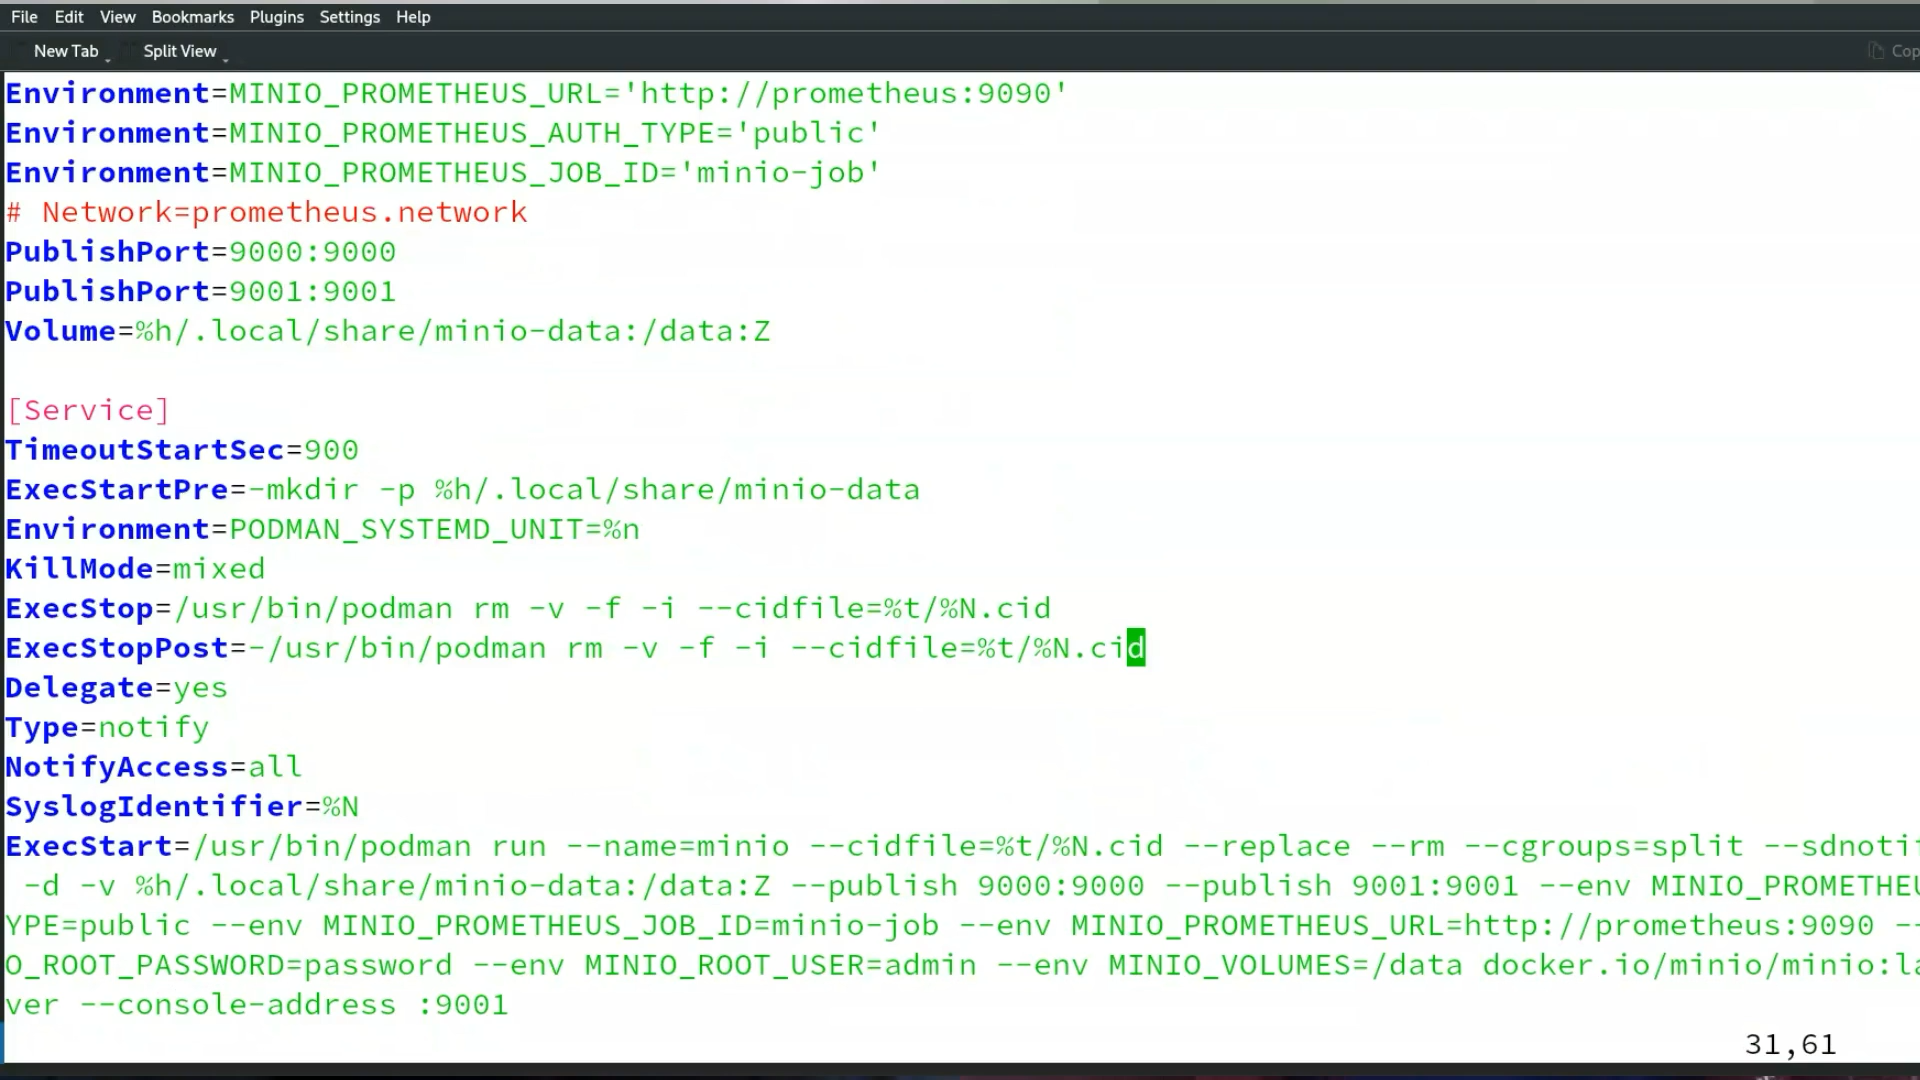 File Edit View Bookmarks Plugins Settings Help
New Tab Split View
Environment=MINIO_PROMETHEUS_URL='http://prometheus:9090'
Environment=MINIO_PROMETHEUS_AUTH_TYPE='public'
Environment=MINIO_PROMETHEUS_JOB_ID='minio-job'
# Network=prometheus.network
PublishPort=9000:9000
PublishPort=9001:9001
Volume=%h/.local/share/minio-data:/data:Z
[Service]
TimeoutStartSec=900
ExecStartPre=-mkdir -p %h/.local/share/minio-data
Environment=PODMAN_SYSTEMD_UNIT=%n
KillMode=mixed
ExecStop=/usr/bin/podman rm -v -f -i --cidfile=%t/%N.cid
ExecStopPost=-/usr/bin/podman rm -v -f -i --cidfile=%t/%N.cid
Delegate=yes
Type=notify
NotifyAccess=all
SyslogIdentifier=%N
ExecStart=/usr/bin/podman run --name=minio --cidfile=%t/%N.cid --replace --rm --cgroups=split
-d -v %h/.local/share/minio-data:/data:Z --publish 9000:9000 --publish 9001:9001 --env
YPE=public --env MINIO_PROMETHEUS_JOB_ID=minio-job --env MINIO_PROMETHEUS_URL=http://prometheus:9090 --
O_ROOT_PASSWORD=password --env MINIO_ROOT_USER=admin --env MINIO_VOLUMES=/data docker.io/minio/minio:la
ver --console-address :9001
31,61